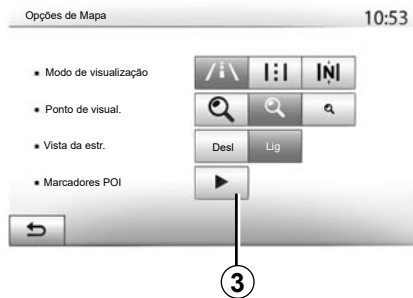 Opções de Mapa 10:53
Modo de visualização N
Ponto de visual.
Vista da estr. Desl Lig
Marcadores POI
3